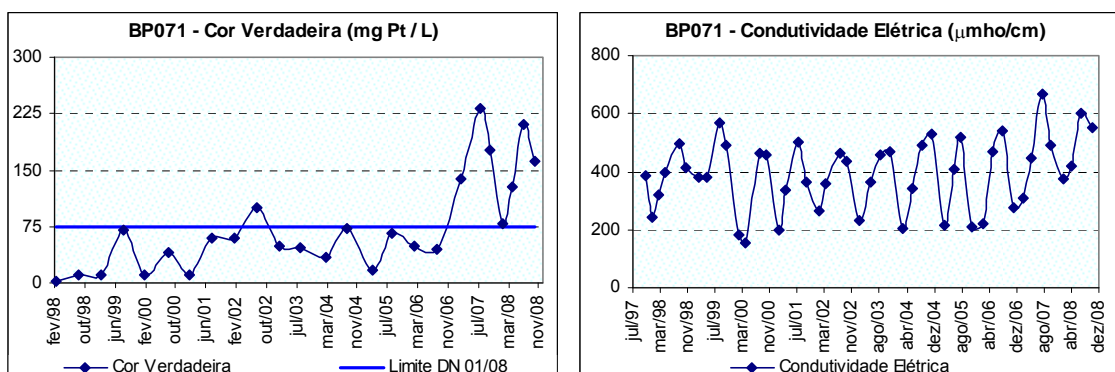 BP071 - Cor Verdadeira (mg Pt / L)
300
225
150
75
0
fev/98
out/98
jun/99
fev/00
out/00
jun/01
fev/02
out/02
jul/03
mar/04
nov/04
jul/05
mar/06
nov/06
jul/07
mar/08
nov/08
Cor Verdadeira
Limite DN 01/08
BP071 - Condutividade Elétrica (µmho/cm)
800
600
400
200
0
jul/97
mar/98
nov/98
jul/99
mar/00
nov/00
jul/01
mar/02
nov/02
ago/03
abr/04
dez/04
ago/05
abr/06
dez/06
ago/07
abr/08
dez/08
Condutividade Elétrica